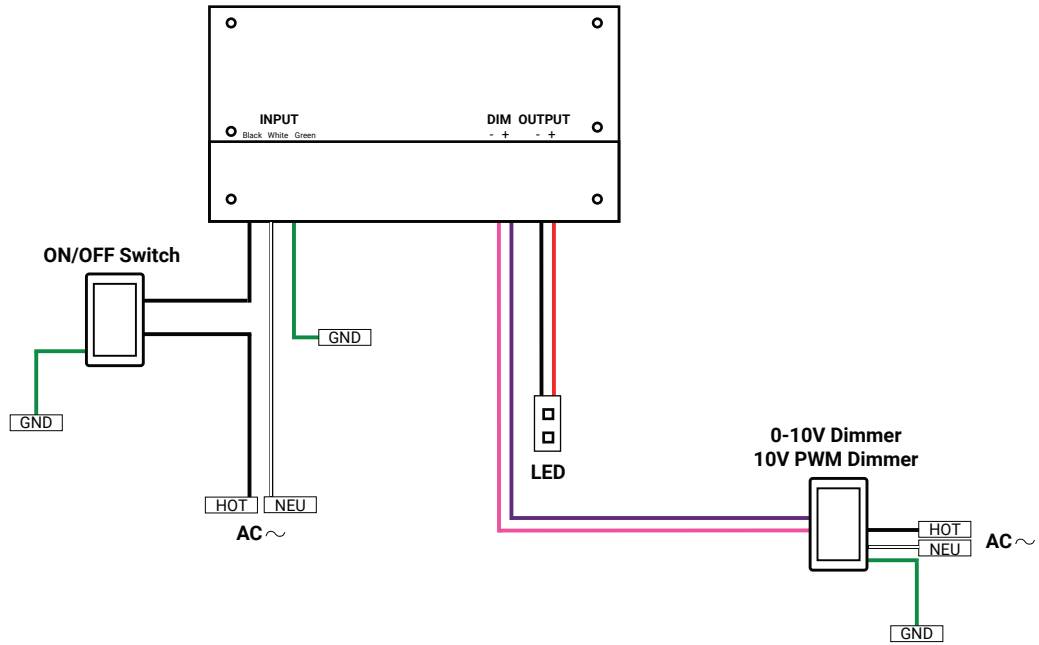 INPUT
Black White Green
DIM OUTPUT
- + - +
ON/OFF Switch
GND
GND
HOT NEU
AC
LED
0-10V Dimmer
10V PWM Dimmer
HOT
NEU
AC
GND